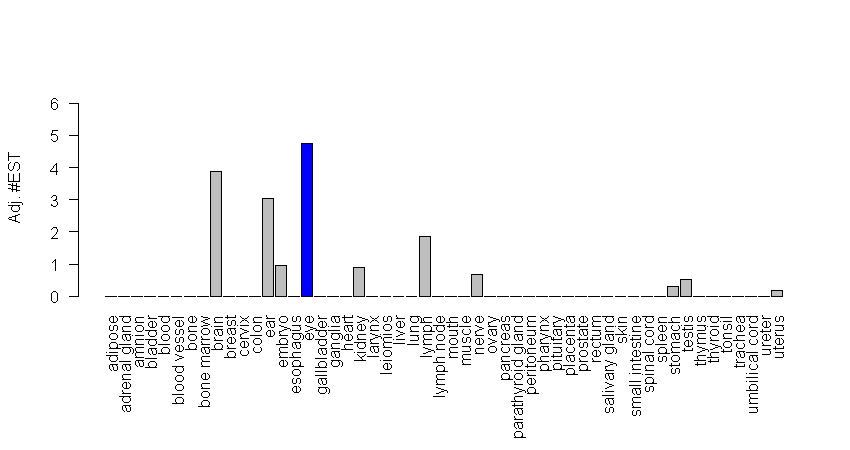 6
5
4
3
2
1
0
Adj. #EST
adipose
adrenal gland
amnion
bladder
blood
blood vessel
bone
bone marrow
brain
breast
cervix
colon
ear
embryo
esophagus
eye
gallbladder
ganglia
heart
kidney
larynx
leiomios
liver
lung
lymph
lymph node
mouth
muscle
nerve
ovary
pancreas
parathyroid gland
peritoneum
pharynx
pituitary
placenta
prostate
rectum
salivary gland
skin
small intestine
spinal cord
spleen
stomach
testis
thymus
thyroid
tonsil
trachea
umbilical cord
ureter
uterus